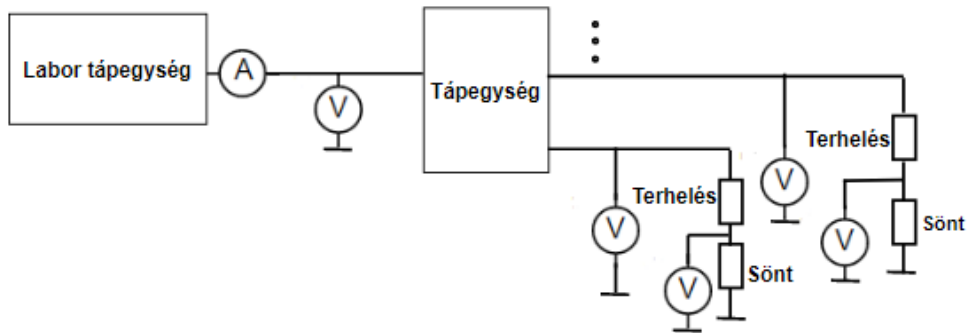 Labor tápegység
A
V
Tápegység
V
Terhelés
V
Sönt
V
Terhelés
V
Sönt